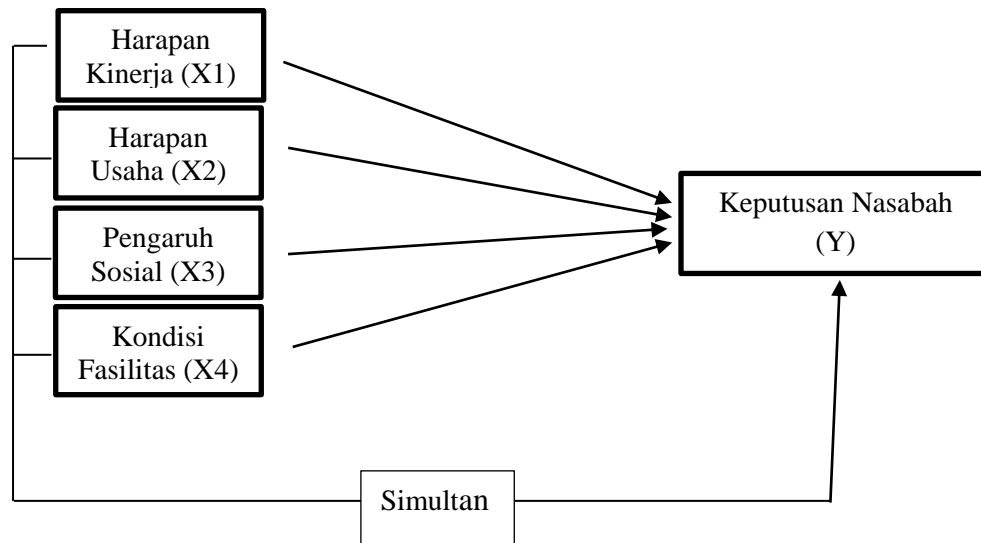 Harapan
Kinerja (X1)
Harapan
Usaha (X2)
Pengaruh
Sosial (X3)
Kondisi
Fasilitas (X4)
Keputusan Nasabah
(Y)
Simultan